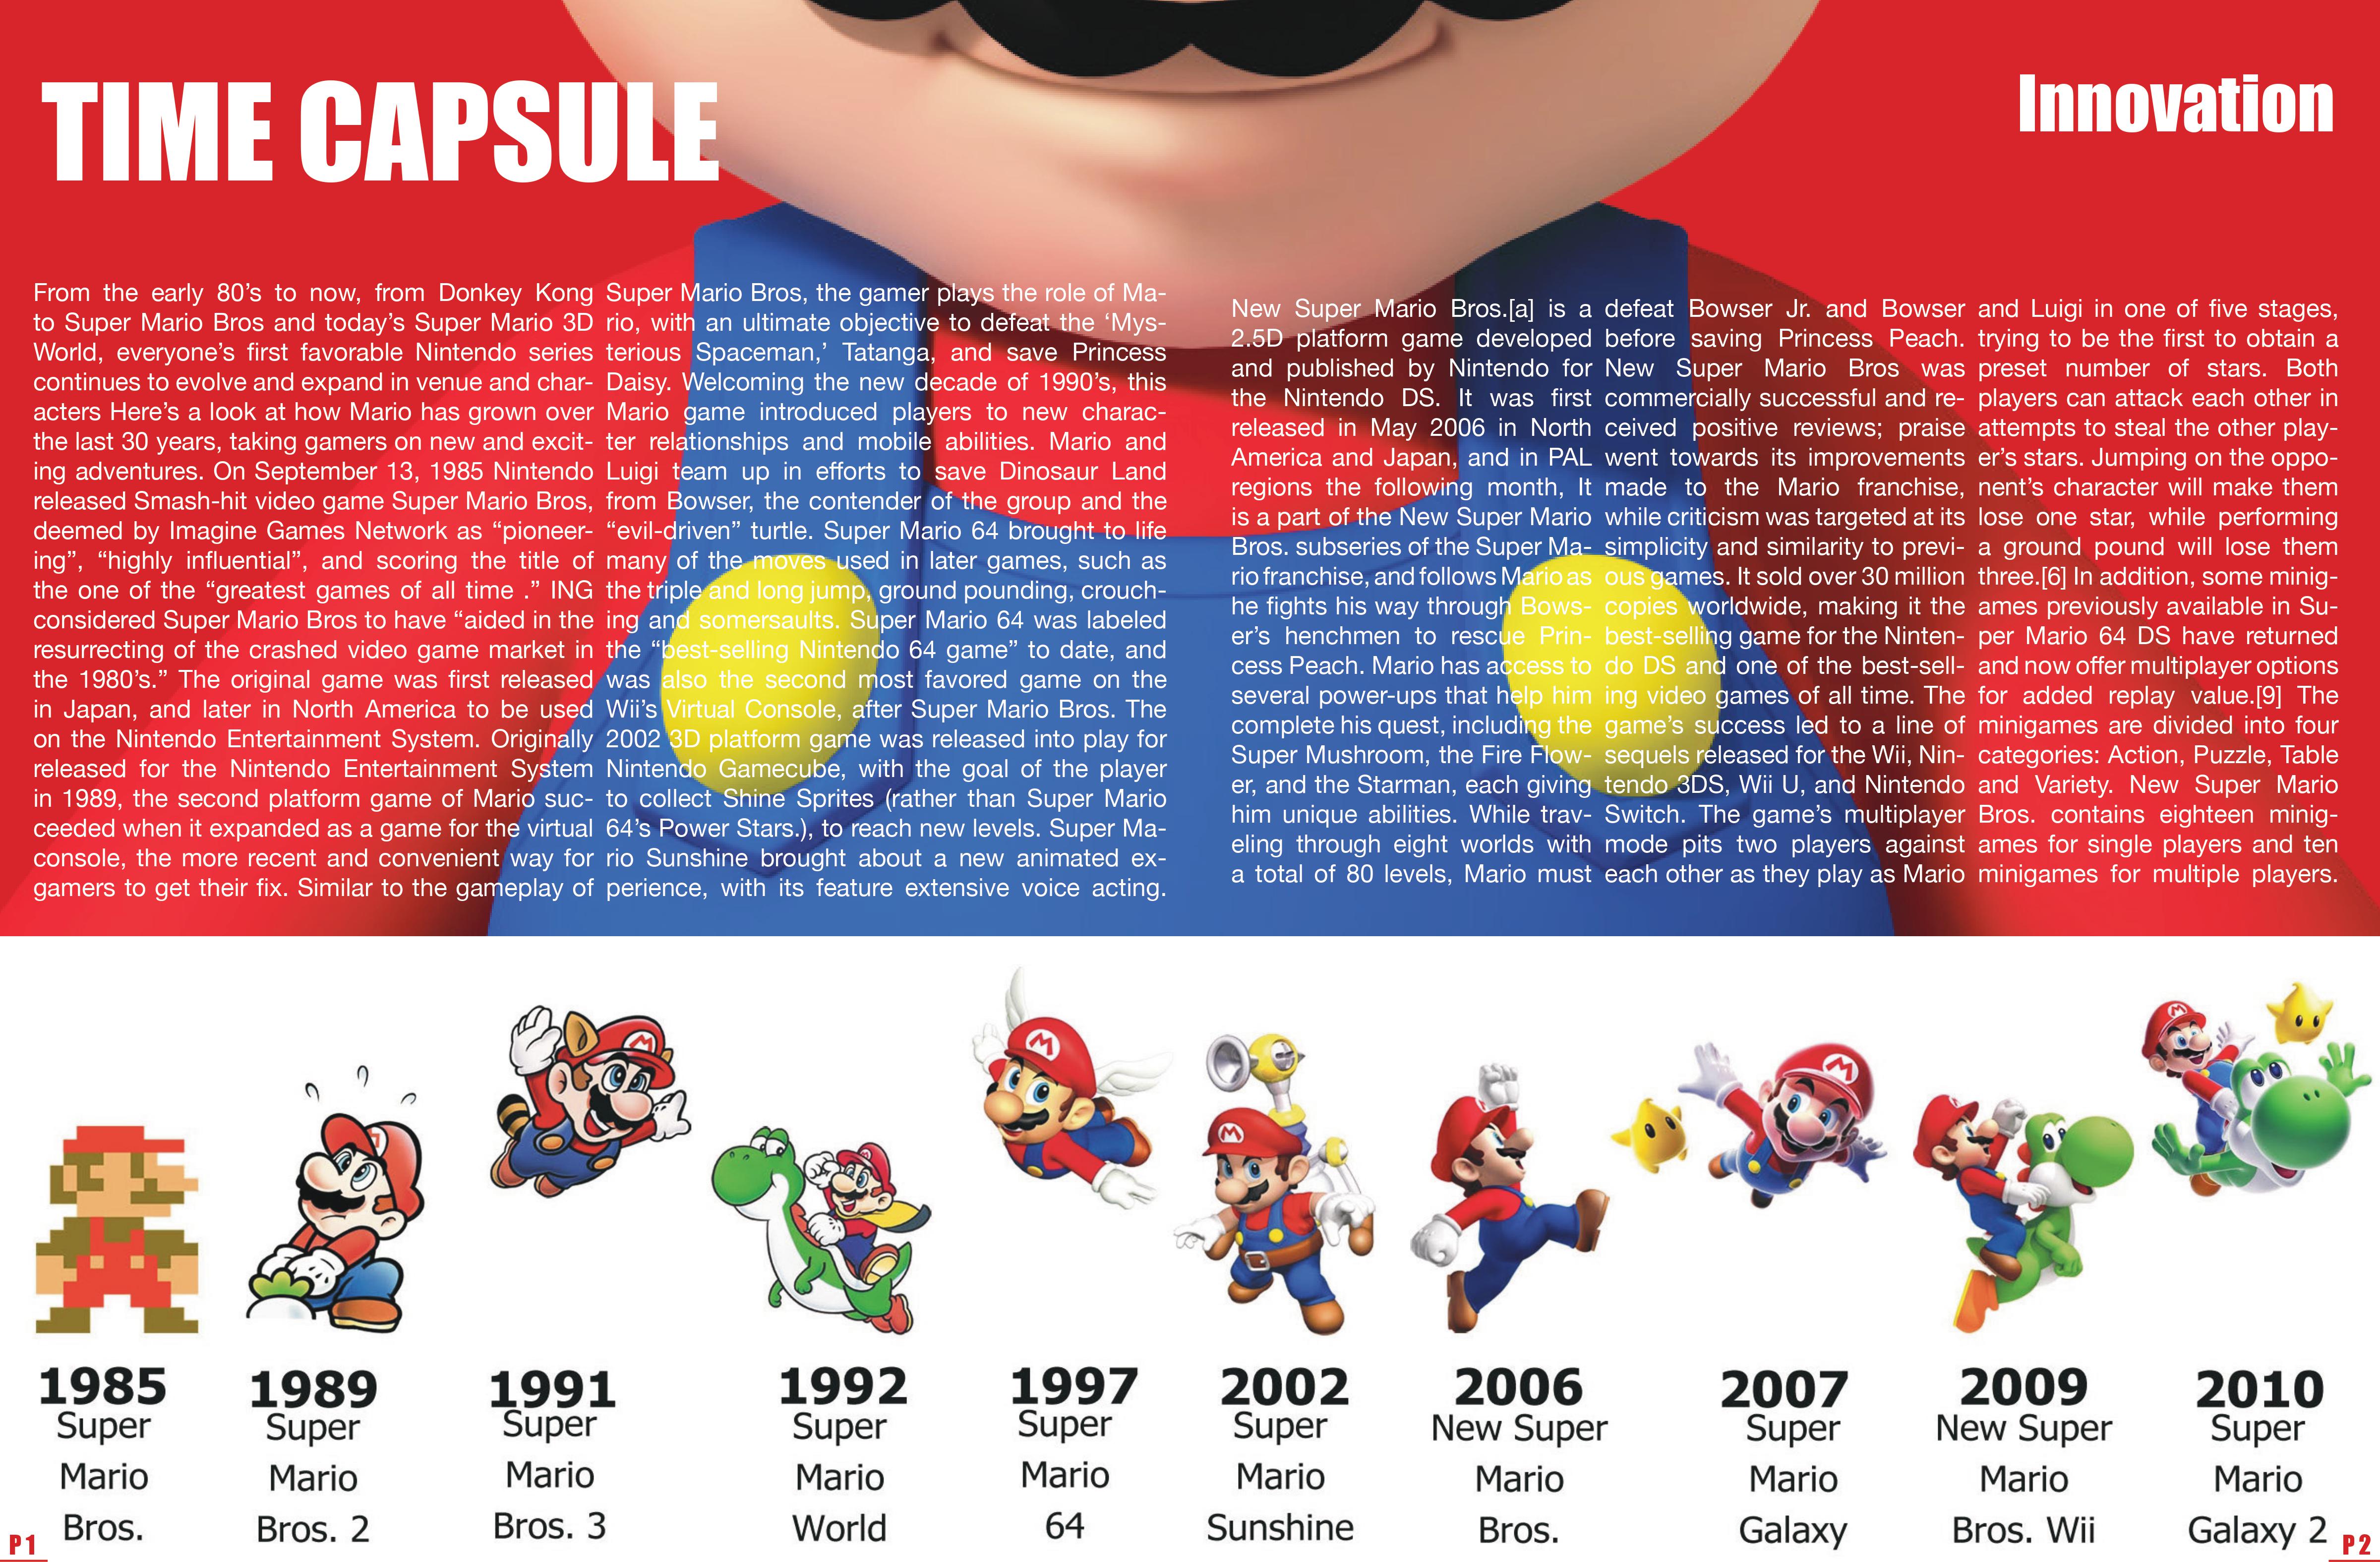 TIME CAPSULE
Innovation
From the early 80's to now, from Donkey Kong
to Super Mario Bros and today's Super Mario 3D
World, everyone's first favorable Nintendo series
continues to evolve and expand in venue and char-
acters Here's a look at how Mario has grown over
the last 30 years, taking gamers on new and excit-
ing adventures. On September 13, 1985 Nintendo
released Smash-hit video game Super Mario Bros,
deemed by Imagine Games Network as “pioneer-
ing”, “highly influential”, and scoring the title of
the one of the “greatest games of all time .” ING
considered Super Mario Bros to have “aided in the
resurrecting of the crashed video game market in
the 1980's.” The original game was first released
in Japan, and later in North America to be used
on the Nintendo Entertainment System. Originally
released for the Nintendo Entertainment System
in 1989, the second platform game of Mario suc-
ceeded when it expanded as a game for the virtual
console, the more recent and convenient way for
gamers to get their fix. Similar to the gameplay of
Super Mario Bros, the gamer plays the role of Ma-
rio, with an ultimate objective to defeat the ‘Mys-
terious Spaceman,’ Tatanga, and save Princess
Daisy. Welcoming the new decade of 1990's, this
Mario game introduced players to new charac-
ter relationships and mobile abilities. Mario and
Luigi team up in efforts to save Dinosaur Land
from Bowser, the contender of the group and the
“evil-driven” turtle. Super Mario 64 brought to life
many of the moves used in later games, such as
the triple and long jump, ground pounding, crouch-
ing and somersaults. Super Mario 64 was labeled
the “best-selling Nintendo 64 game” to date, and
was also the second most favored game on the
Wii's Virtual Console, after Super Mario Bros. The
2002 3D platform game was released into play for
Nintendo Gamecube, with the goal of the player
to collect Shine Sprites (rather than Super Mario
64's Power Stars.), to reach new levels. Super Ma-
rio Sunshine brought about a new animated ex-
perience, with its feature extensive voice acting.
New Super Mario Bros.[a] is a
2.5D platform game developed
and published by Nintendo for
the Nintendo DS. It was first
released in May 2006 in North
America and Japan, and in PAL
regions the following month, It
is a part of the New Super Mario
Bros. subseries of the Super Ma-
rio franchise, and follows Mario as
he fights his way through Bows-
er's henchmen to rescue Prin-
cess Peach. Mario has access to
several power-ups that help him
complete his quest, including the
Super Mushroom, the Fire Flow-
er, and the Starman, each giving
him unique abilities. While trav-
eling through eight worlds with
a total of 80 levels, Mario must
defeat Bowser Jr. and Bowser
before saving Princess Peach.
New Super Mario Bros was
commercially successful and re-
ceived positive reviews; praise
went towards its improvements
made to the Mario franchise,
while criticism was targeted at its
simplicity and similarity to previ-
ous games. It sold over 30 million
copies worldwide, making it the
best-selling game for the Ninten-
do DS and one of the best-sell-
ing video games of all time. The
game's success led to a line of
sequels released for the Wii, Nin-
tendo 3DS, Wii U, and Nintendo
Switch. The game's multiplayer
mode pits two players against
each other as they play as Mario
and Luigi in one of five stages,
trying to be the first to obtain a
preset number of stars. Both
players can attack each other in
attempts to steal the other play-
er's stars. Jumping on the oppo-
nent's character will make them
lose one star, while performing
a ground pound will lose them
three.[6] In addition, some minig-
ames previously available in Su-
per Mario 64 DS have returned
and now offer multiplayer options
for added replay value.[9] The
minigames are divided into four
categories: Action, Puzzle, Table
and Variety. New Super Mario
Bros. contains eighteen minig-
ames for single players and ten
minigames for multiple players.
1985
Super
Mario
Bros.
1989
Super
Mario
Bros. 2
1991
Super
Mario
Bros. 3
1992
Super
Mario
World
1997
Super
Mario
64
2002
Super
Mario
Sunshine
2006
New Super
Mario
Bros.
2007
Super
Mario
Galaxy
2009
New Super
Mario
Bros. Wii
2010
Super
Mario
Galaxy 2
P1
P2